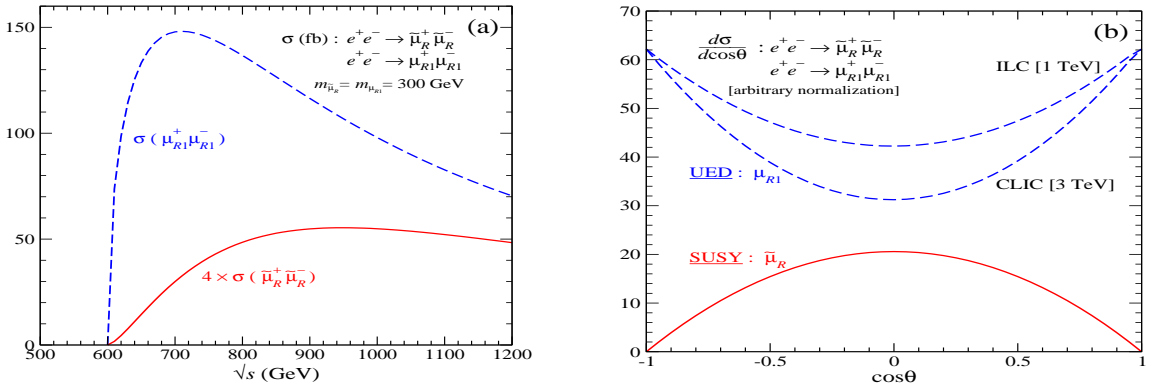 (a)
σ (fb) : e⁺e⁻ → μ̃⁺_R μ̃⁻_R
e⁺e⁻ → μ⁺_R1 μ⁻_R1
m_μ̃_R = m_μ_R1 = 300 GeV
σ ( μ⁺_R1 μ⁻_R1 )
4 × σ ( μ̃⁺_R μ̃⁻_R )
150
100
50
0
500 600 700 800 900 1000 1100 1200
√s (GeV)
(b)
dσ/dcosθ : e⁺e⁻ → μ̃⁺_R μ̃⁻_R
e⁺e⁻ → μ⁺_R1 μ⁻_R1
[arbitrary normalization]
ILC [1 TeV]
UED : μ_R1
CLIC [3 TeV]
SUSY : μ̃_R
70
60
50
40
30
20
10
0
-1 -0.5 0 0.5 1
cosθ